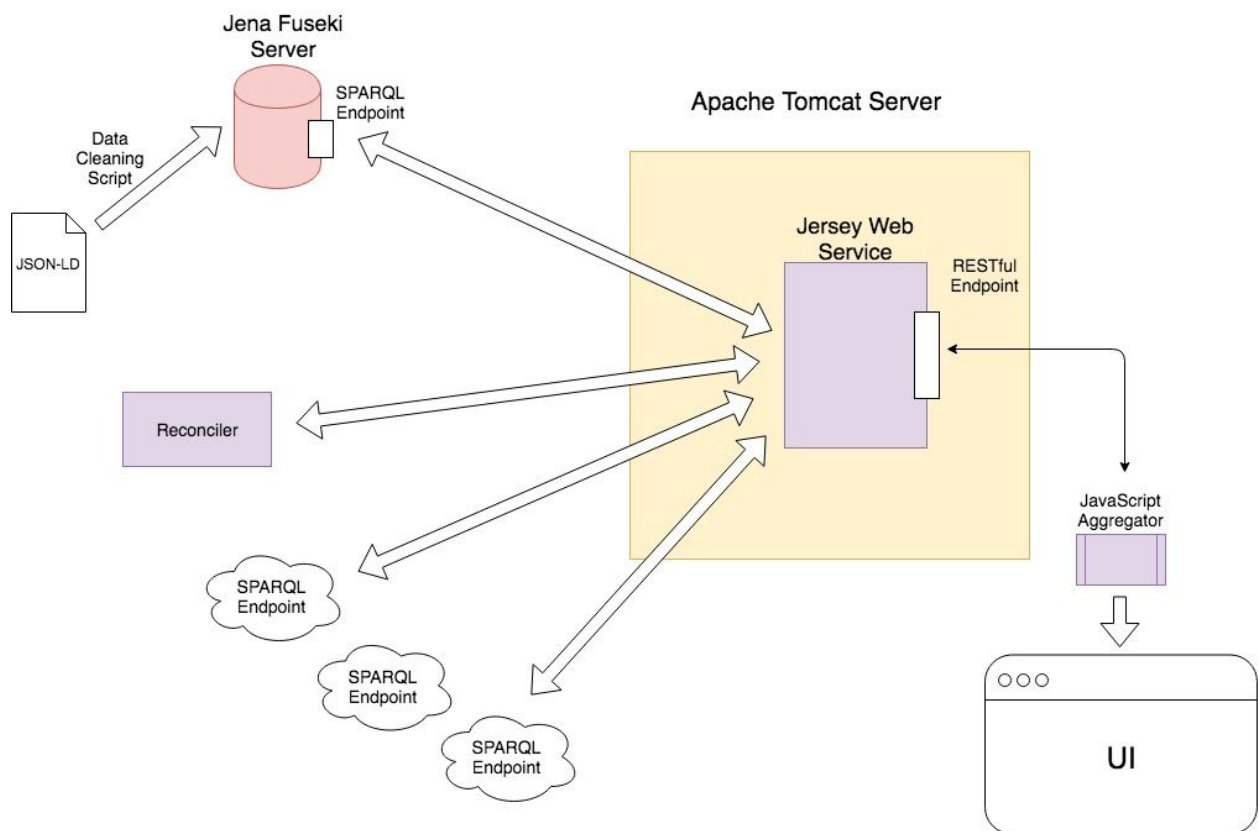 Jena Fuseki
Server
SPARQL
Endpoint
Data
Cleaning
Script
JSON-LD
Apache Tomcat Server
Jersey Web
Service
RESTful
Endpoint
Reconciler
SPARQL
Endpoint
SPARQL
Endpoint
SPARQL
Endpoint
JavaScript
Aggregator
UI